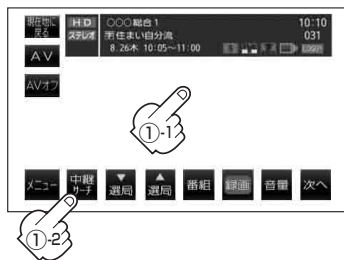 現在地に
戻る
HD
ステレオ
○○○総合1
字住まい自分流
8.26木 10:05〜11:00
10:10
031
AV
AVオフ
①-1
メニュー
中継
サーチ
▼
選局
▲
選局
番組
録画
音量
次へ
①-2